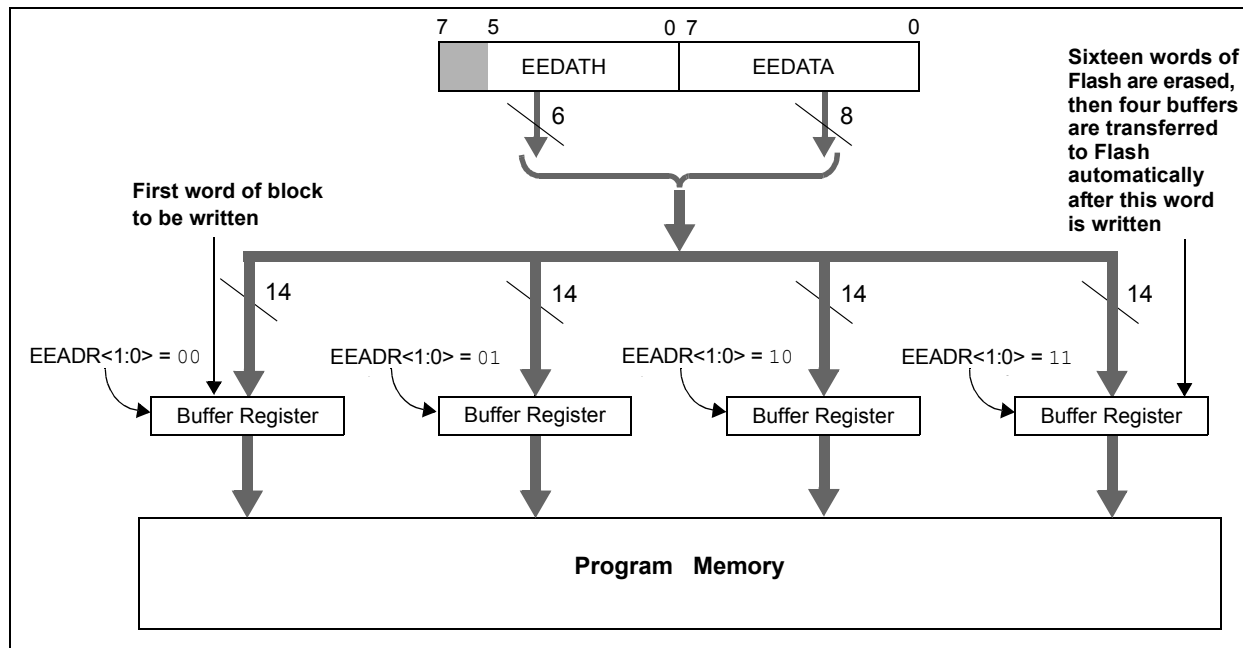 7 5 0 7 0
EEDATH EEDATA
6 8
Sixteen words of
Flash are erased,
then four buffers
are transferred
to Flash
automatically
after this word
is written
First word of block
to be written
14 14 14 14
EEADR<1:0> = 00 EEADR<1:0> = 01 EEADR<1:0> = 10 EEADR<1:0> = 11
Buffer Register Buffer Register Buffer Register Buffer Register
Program Memory